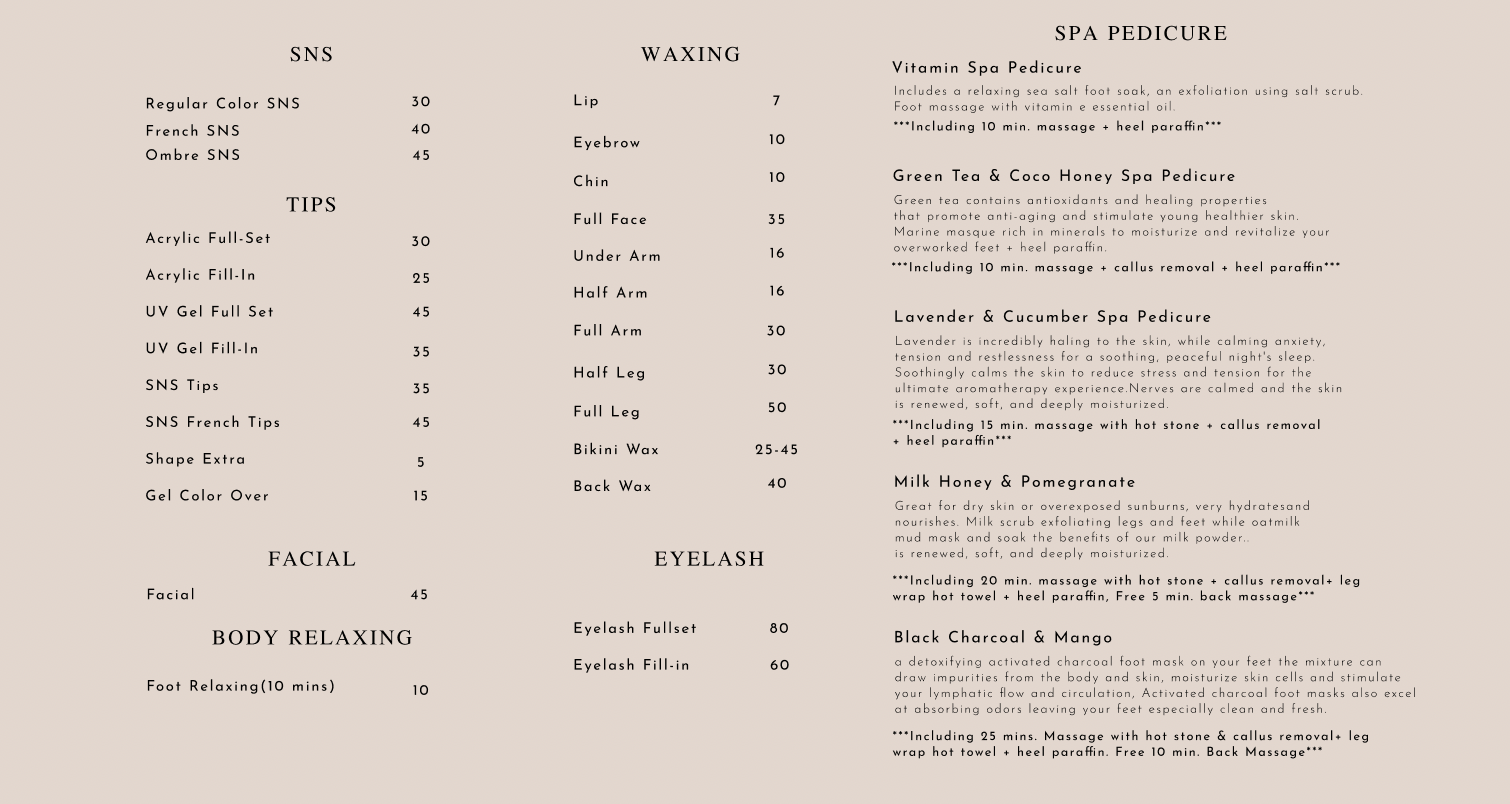 SNS
Regular Color SNS 30
French SNS 40
Ombre SNS 45
TIPS
Acrylic Full-Set 30
Acrylic Fill-In 25
UV Gel Full Set 45
UV Gel Fill-In 35
SNS Tips 35
SNS French Tips 45
Shape Extra 5
Gel Color Over 15
FACIAL
Facial 45
BODY RELAXING
Foot Relaxing(10 mins) 10
WAXING
Lip 7
Eyebrow 10
Chin 10
Full Face 35
Under Arm 16
Half Arm 16
Full Arm 30
Half Leg 30
Full Leg 50
Bikini Wax 25-45
Back Wax 40
EYELASH
Eyelash Fullset 80
Eyelash Fill-in 60
SPA PEDICURE
Vitamin Spa Pedicure
Includes a relaxing sea salt foot soak, an exfoliation using salt scrub.
Foot massage with vitamin e essential oil.
***Including 10 min. massage + heel paraffin***
Green Tea & Coco Honey Spa Pedicure
Green tea contains antioxidants and healing properties
that promote anti-aging and stimulate young healthier skin.
Marine masque rich in minerals to moisturize and revitalize your
overworked feet + heel paraffin.
***Including 10 min. massage + callus removal + heel paraffin***
Lavender & Cucumber Spa Pedicure
Lavender is incredibly haling to the skin, while calming anxiety,
tension and restlessness for a soothing, peaceful night's sleep.
Soothingly calms the skin to reduce stress and tension for the
ultimate aromatherapy experience.Nerves are calmed and the skin
is renewed, soft, and deeply moisturized.
***Including 15 min. massage with hot stone + callus removal
+ heel paraffin***
Milk Honey & Pomegranate
Great for dry skin or overexposed sunburns, very hydratesand
nourishes. Milk scrub exfoliating legs and feet while oatmilk
mud mask and soak the benefits of our milk powder..
is renewed, soft, and deeply moisturized.
***Including 20 min. massage with hot stone + callus removal+ leg
wrap hot towel + heel paraffin, Free 5 min. back massage***
Black Charcoal & Mango
a detoxifying activated charcoal foot mask on your feet the mixture can
draw impurities from the body and skin, moisturize skin cells and stimulate
your lymphatic flow and circulation, Activated charcoal foot masks also excel
at absorbing odors leaving your feet especially clean and fresh.
***Including 25 mins. Massage with hot stone & callus removal+ leg
wrap hot towel + heel paraffin. Free 10 min. Back Massage***